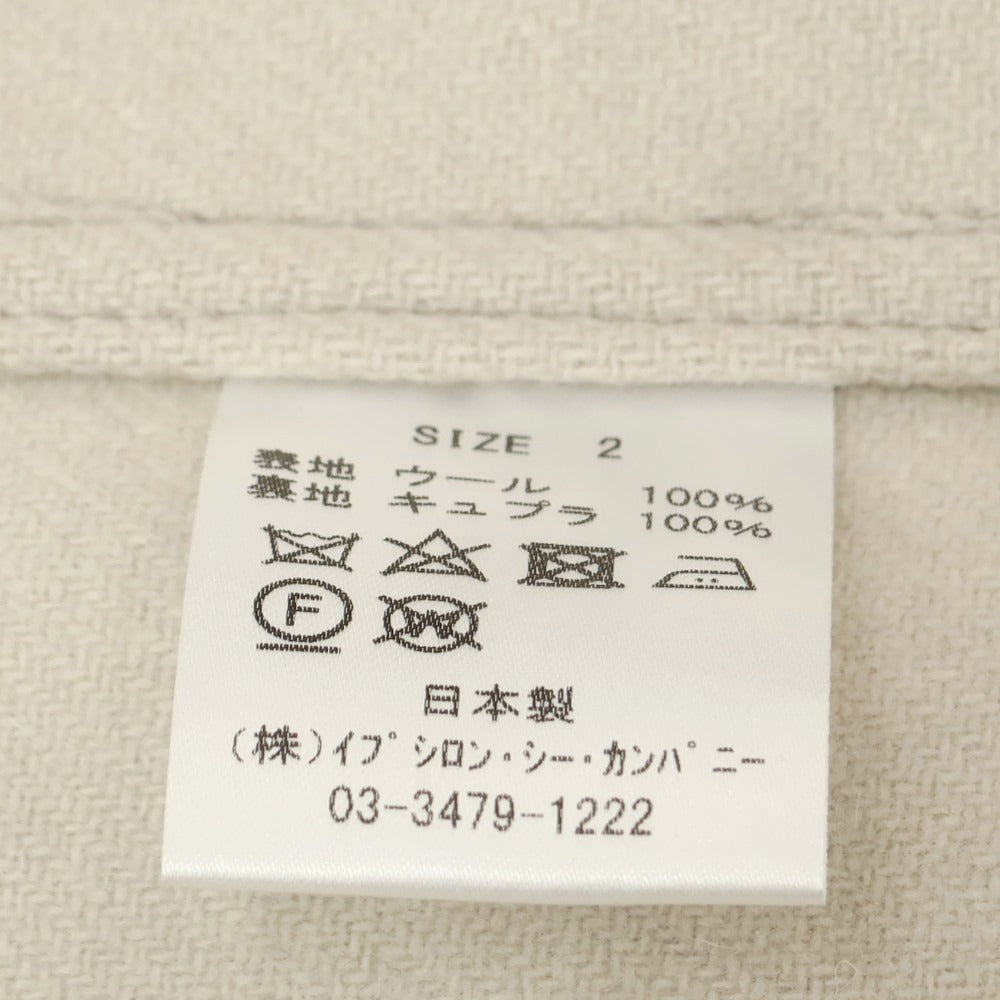 SIZE 2
表地 ウール 100%
裏地 キュプラ 100%
F W
日本製
(株)イプシロン・シー・カンパニー
03-3479-1222